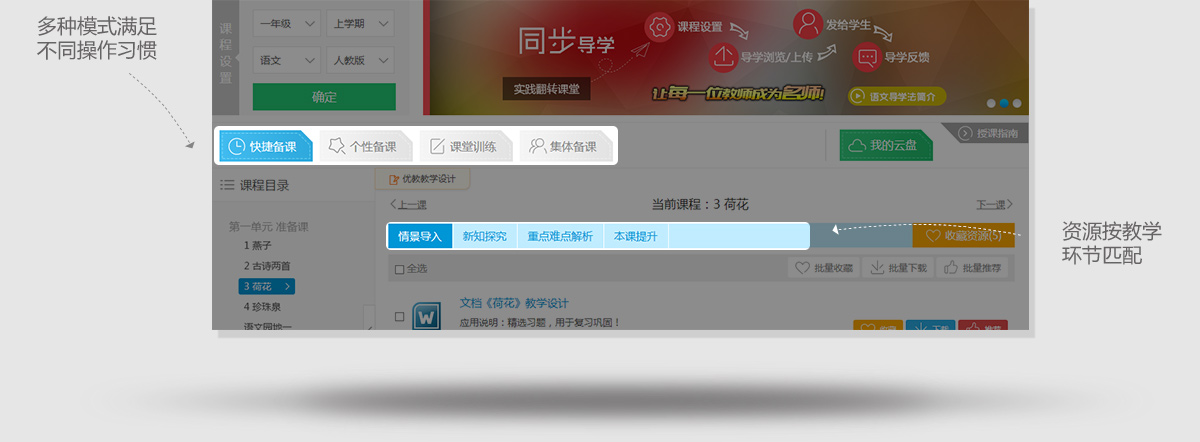 多种模式满足
不同操作习惯
课程设置
一年级
上学期
语文
人教版
确定
同步导学
实践翻转课堂
课程设置
发给学生
导学浏览/上传
导学反馈
让每一位教师成为名师!
语文导学法简介
快捷备课
个性备课
课堂训练
集体备课
我的云盘
授课指南
课程目录
优教教学设计
上一课
当前课程:3 荷花
下一课
第一单元 准备课
1 燕子
2 古诗两首
3 荷花
4 珍珠泉
语文园地一
情景导入
新知探究
重点难点解析
本课提升
收藏资源(5)
全选
批量收藏
批量下载
批量推荐
文档《荷花》教学设计
应用说明:精选习题,用于复习巩固!
收藏
下载
推荐
资源按教学
环节匹配